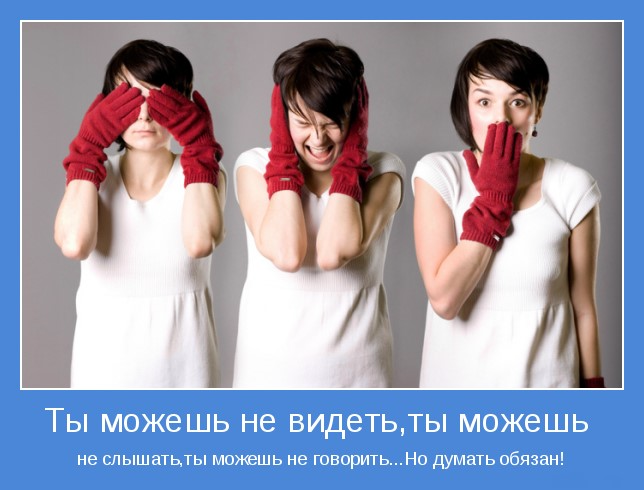 Ты можешь не видеть,ты можешь
не слышать,ты можешь не говорить...Но думать обязан!